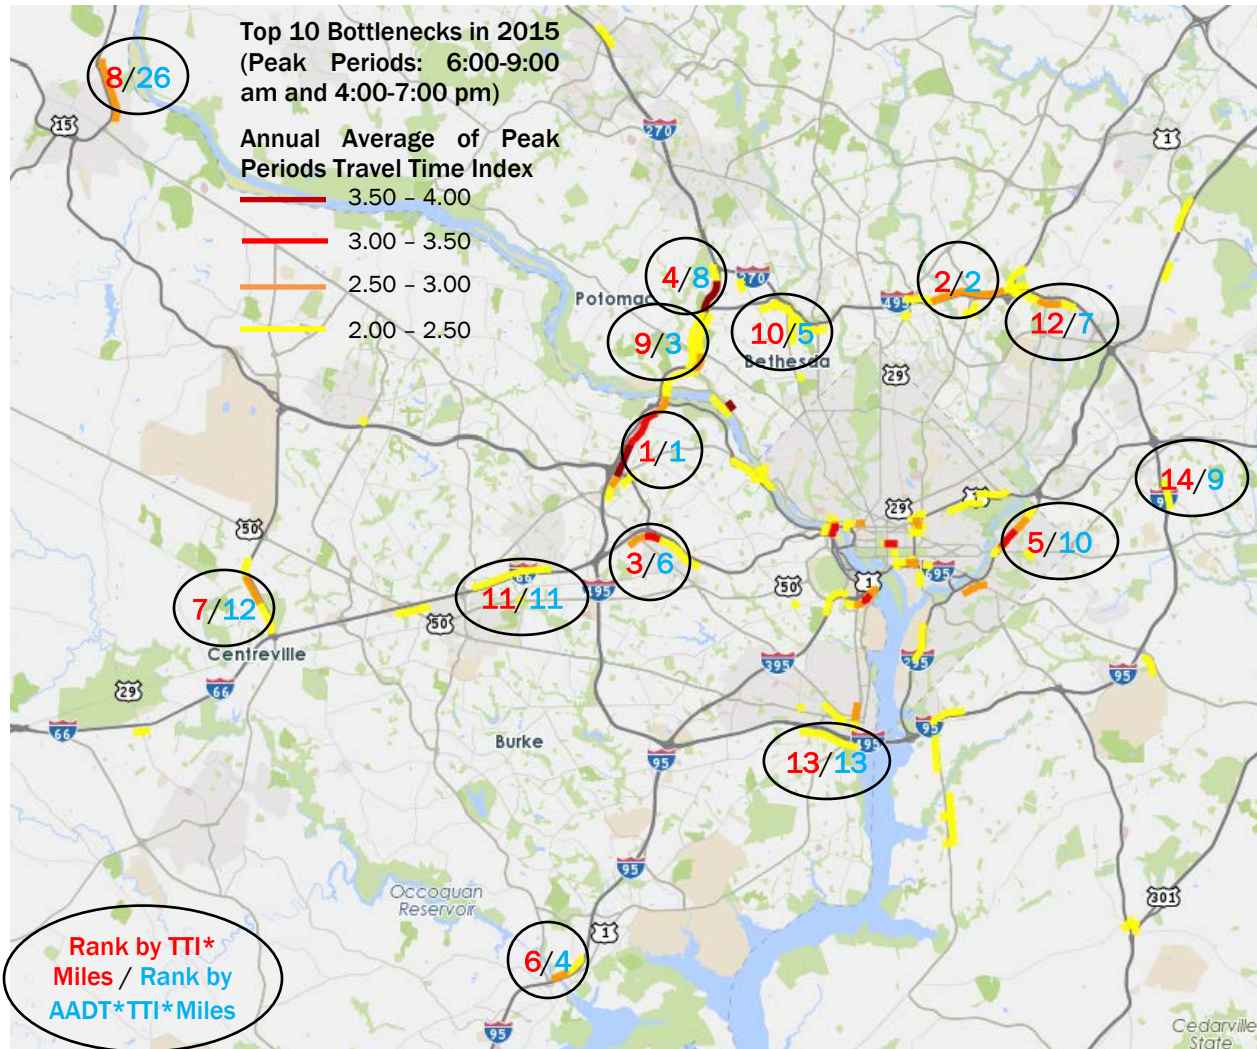 Top 10 Bottlenecks in 2015
(Peak Periods: 6:00-9:00
am and 4:00-7:00 pm)
Annual Average of Peak
Periods Travel Time Index
3.50 – 4.00
3.00 – 3.50
2.50 – 3.00
2.00 – 2.50
8/26
15
270
1
4/8
270
2/2
495
Potomac
9/3
10/5
12/7
Bethesda
29
1/1
14/9
50
29
1
5/10
3/6
66
495
50
1
695
11/11
7/12
50
Centreville
395
295
95
29
66
66
Burke
95
95
495
13/13
95
Occoquan
Reservoir
301
1
6/4
95
Rank by TTI*
Miles / Rank by
AADT*TTI*Miles
Cedarville
State